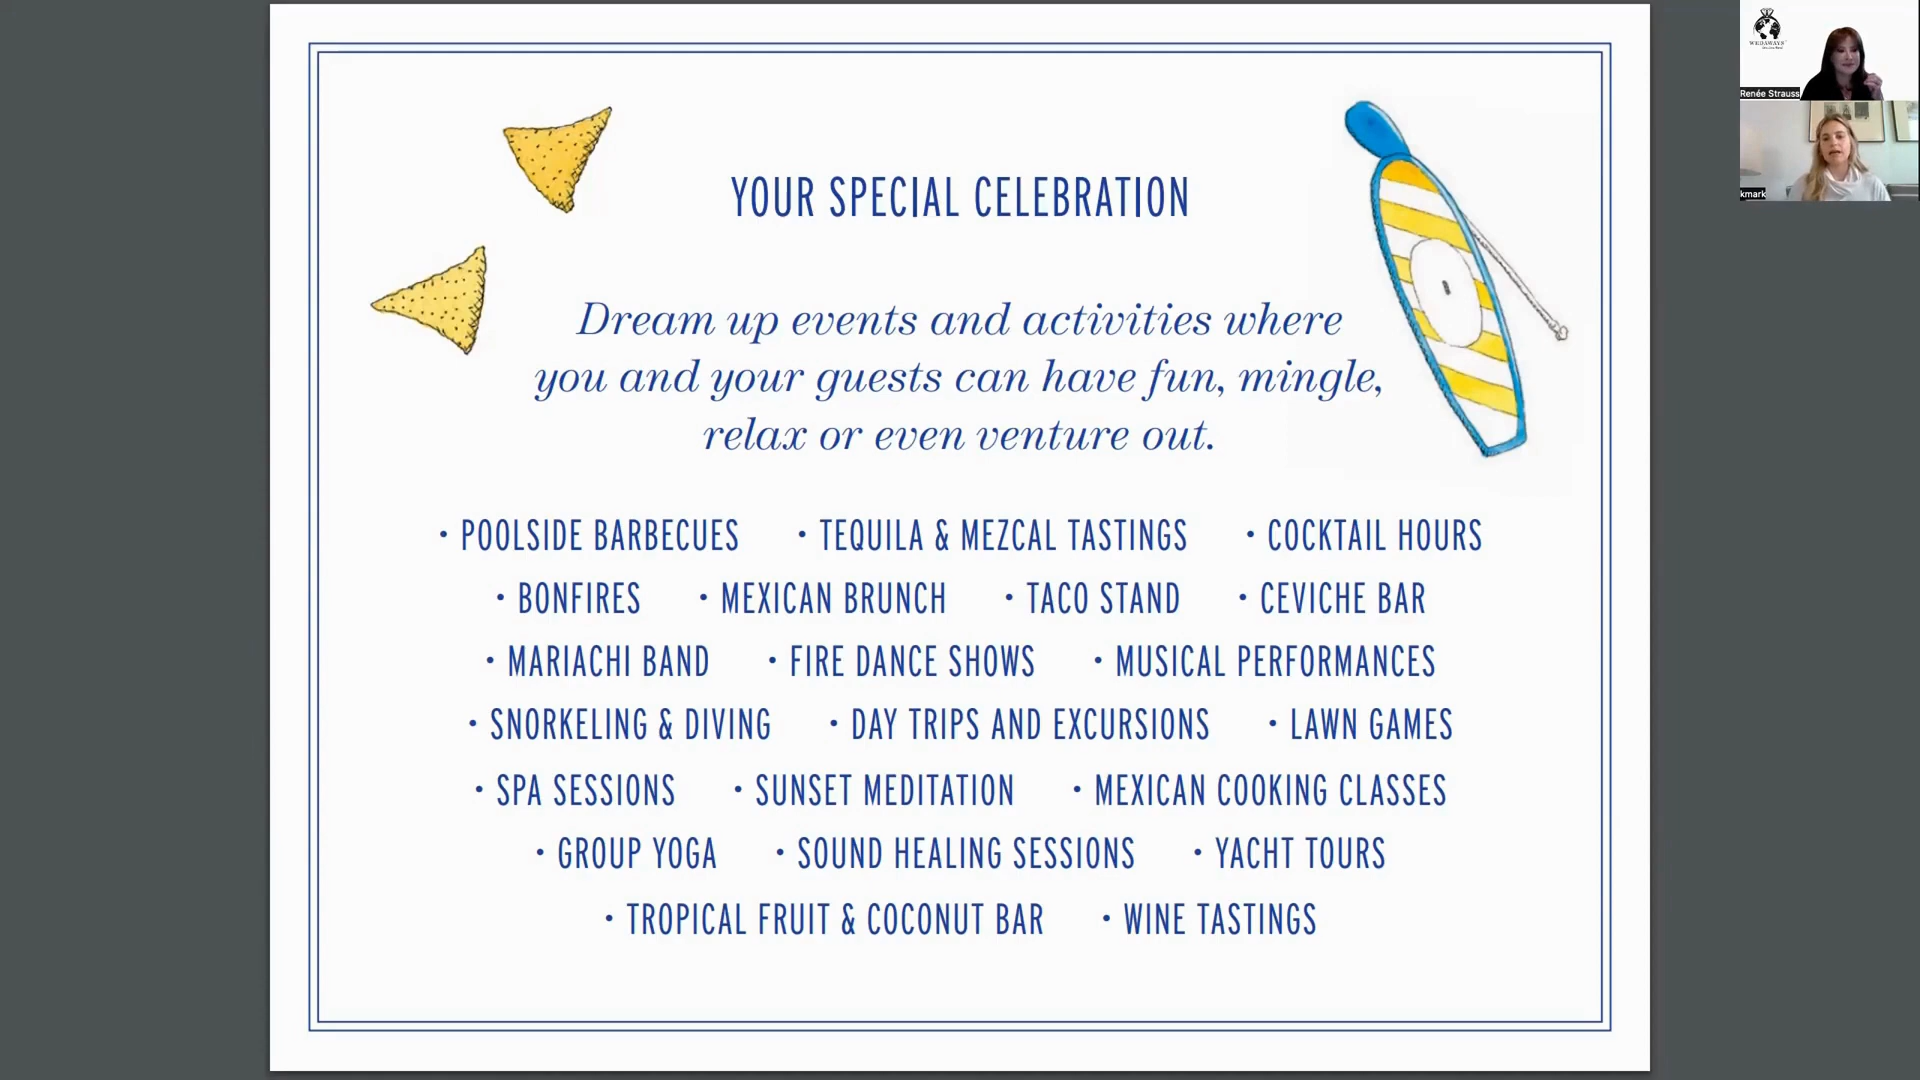 YOUR SPECIAL CELEBRATION
Dream up events and activities where
you and your guests can have fun, mingle,
relax or even venture out.
• POOLSIDE BARBECUES • TEQUILA & MEZCAL TASTINGS • COCKTAIL HOURS
• BONFIRES • MEXICAN BRUNCH • TACO STAND • CEVICHE BAR
• MARIACHI BAND • FIRE DANCE SHOWS • MUSICAL PERFORMANCES
• SNORKELING & DIVING • DAY TRIPS AND EXCURSIONS • LAWN GAMES
• SPA SESSIONS • SUNSET MEDITATION • MEXICAN COOKING CLASSES
• GROUP YOGA • SOUND HEALING SESSIONS • YACHT TOURS
• TROPICAL FRUIT & COCONUT BAR • WINE TASTINGS
WEDAWAYS
Renée Strauss
kmark